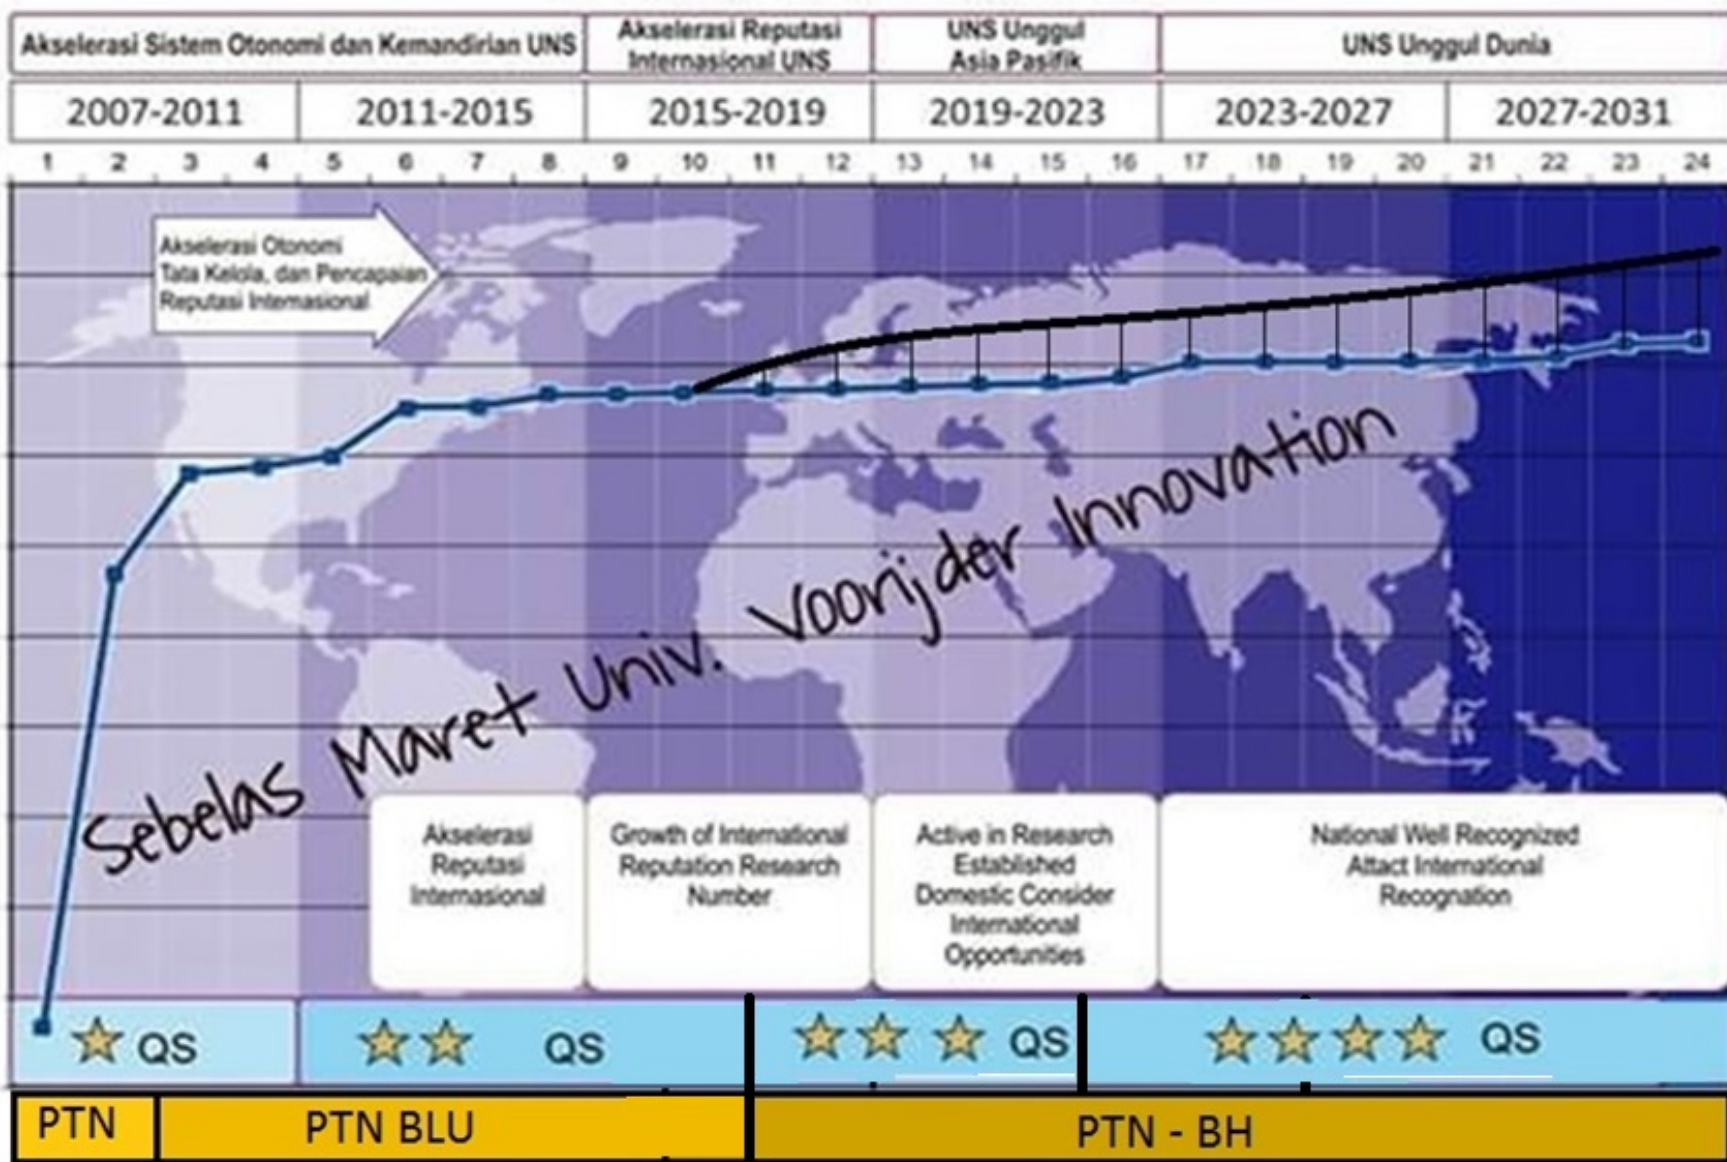 Akselerasi Sistem Otonomi dan Kemandirian UNS
Akselerasi Reputasi
Internasional UNS
UNS Unggul
Asia Pasifik
UNS Unggul Dunia
2007-2011 2011-2015 2015-2019 2019-2023 2023-2027 2027-2031
1 2 3 4 5 6 7 8 9 10 11 12 13 14 15 16 17 18 19 20 21 22 23 24
Akselerasi Otonomi
Tata Kelola, dan Pencapaian
Reputasi Internasional
Sebelas Maret Univ. Voorijder Innovation
Akselerasi
Reputasi
Internasional
Growth of International
Reputation Research
Number
Active in Research
Established
Domestic Consider
International
Opportunities
National Well Recognized
Attact International
Recognation
QS QS QS QS
PTN PTN BLU PTN - BH